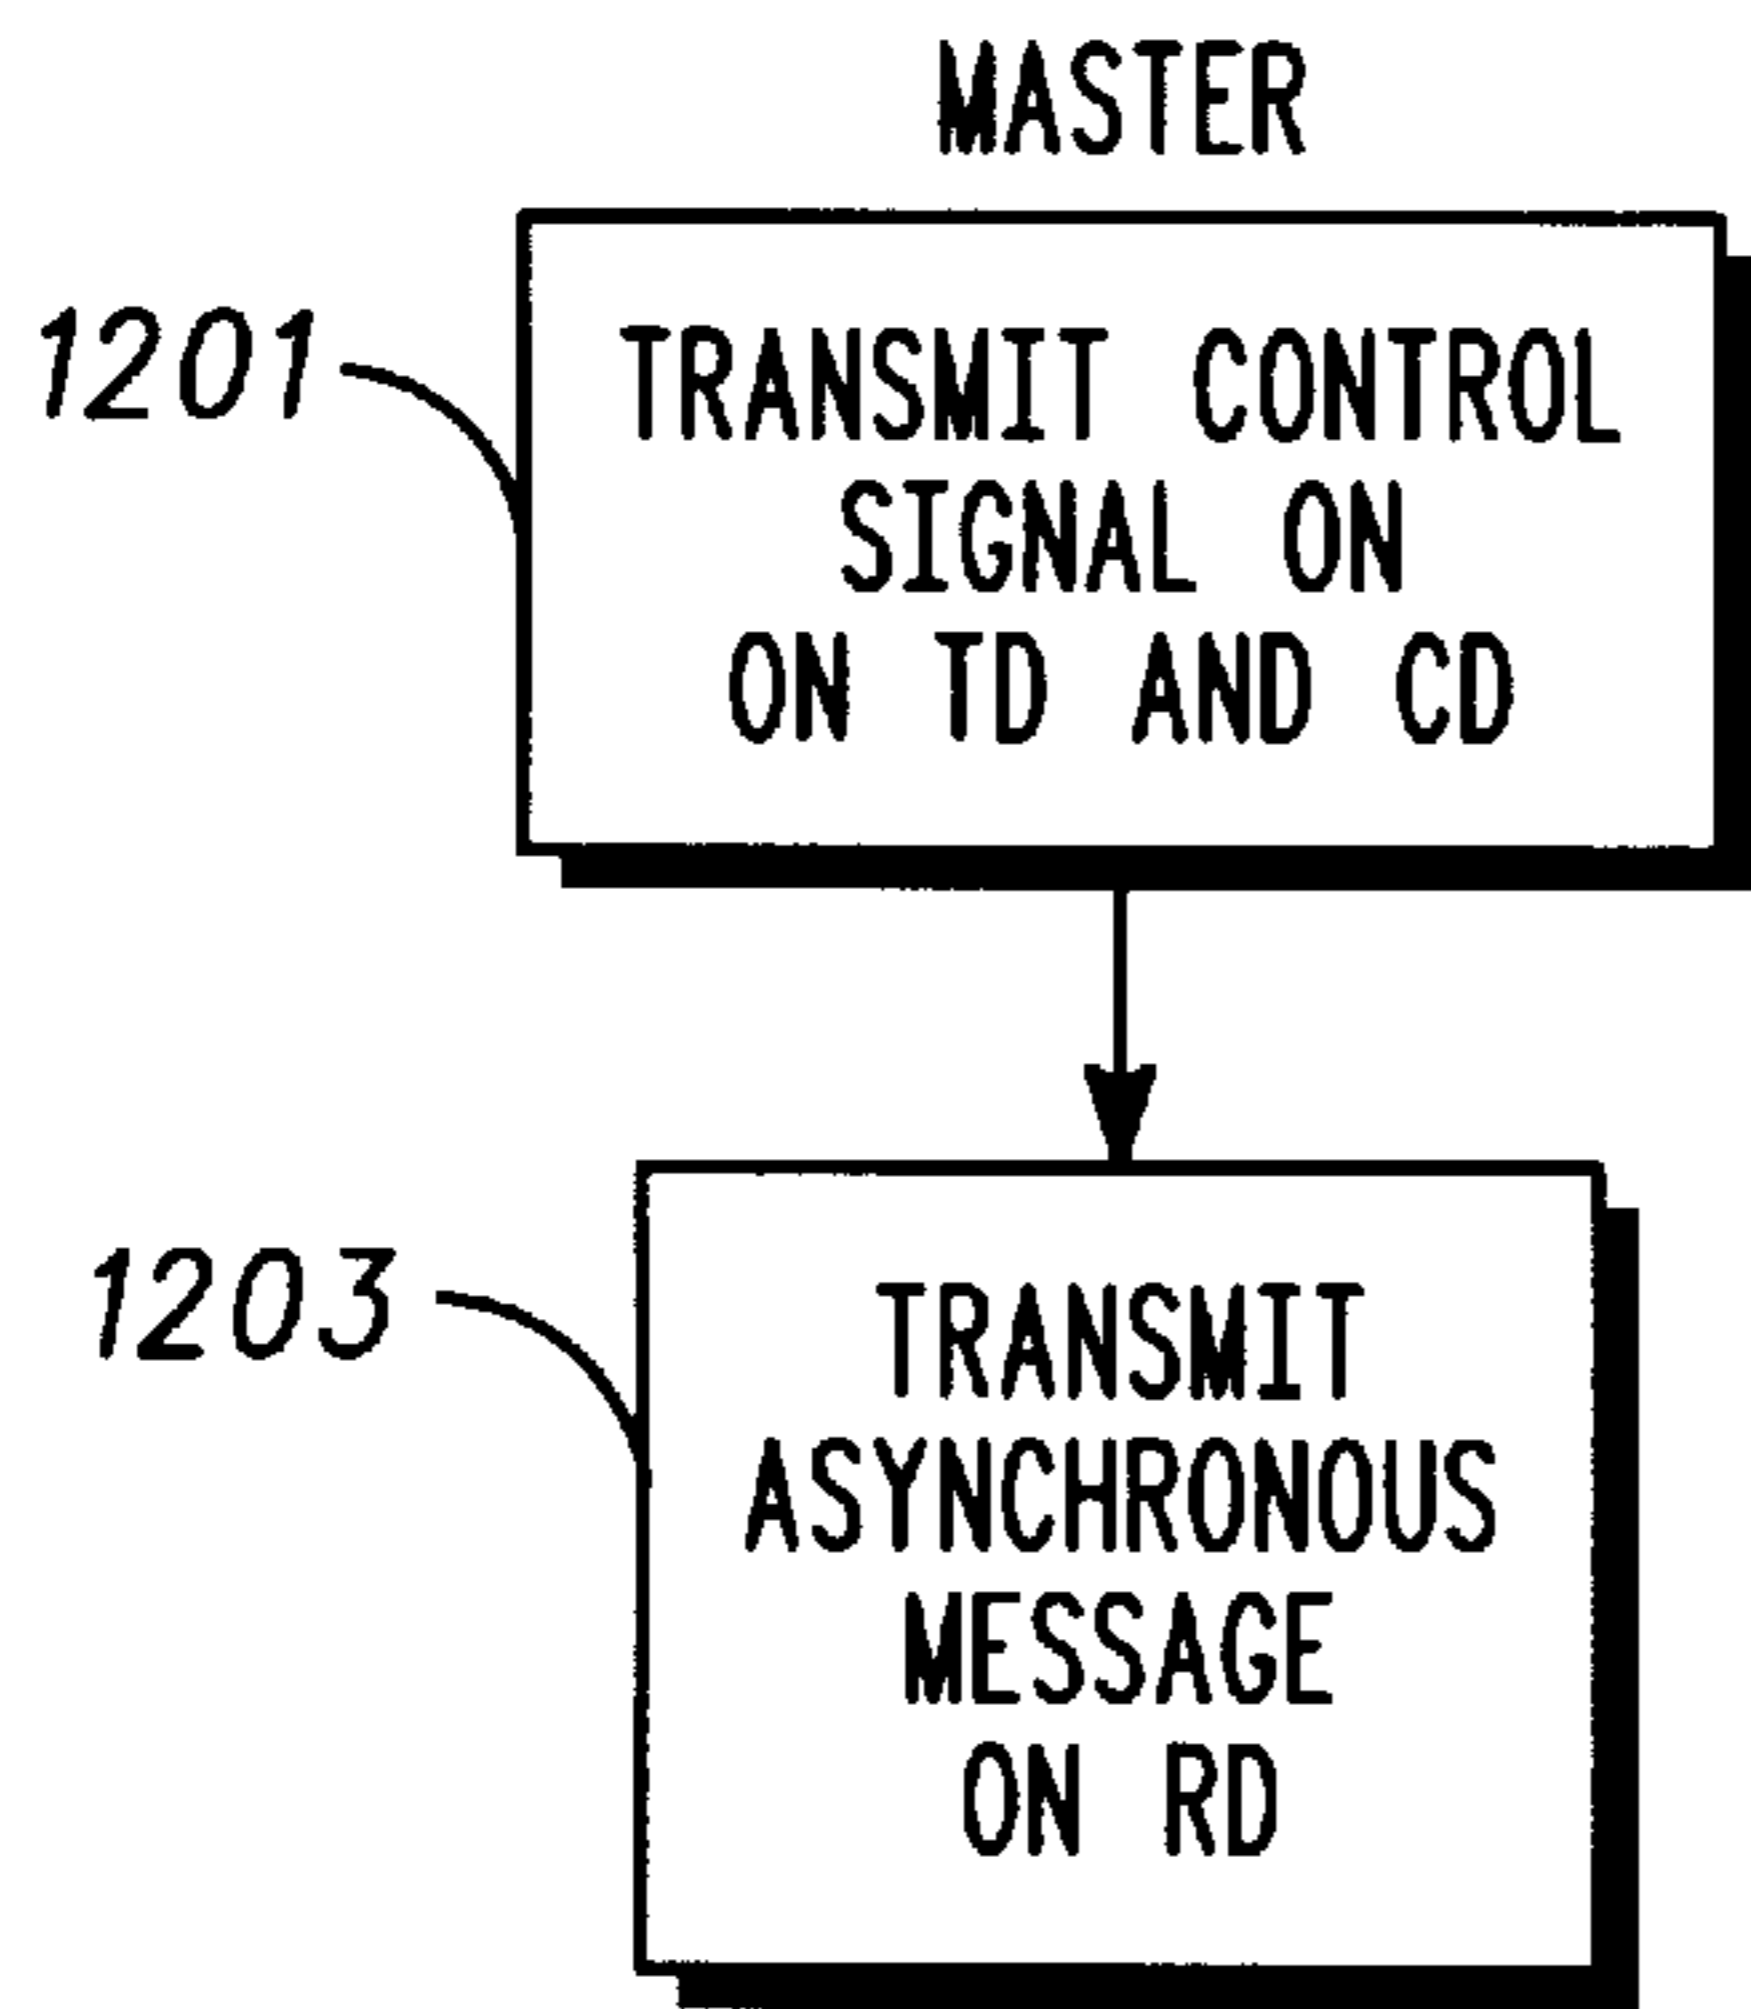 MASTER
1201
TRANSMIT CONTROL
SIGNAL ON
ON TD AND CD
1203
TRANSMIT
ASYNCHRONOUS
MESSAGE
ON RD